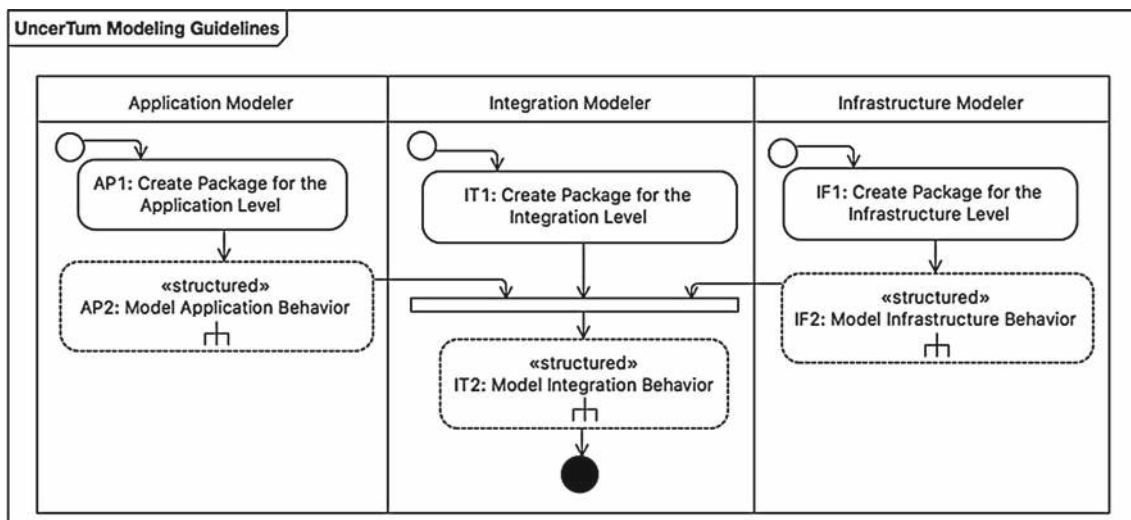 UncerTum Modeling Guidelines
Application Modeler
Integration Modeler
Infrastructure Modeler
AP1: Create Package for the
Application Level
IT1: Create Package for the
Integration Level
IF1: Create Package for the
Infrastructure Level
«structured»
AP2: Model Application Behavior
«structured»
IF2: Model Infrastructure Behavior
«structured»
IT2: Model Integration Behavior